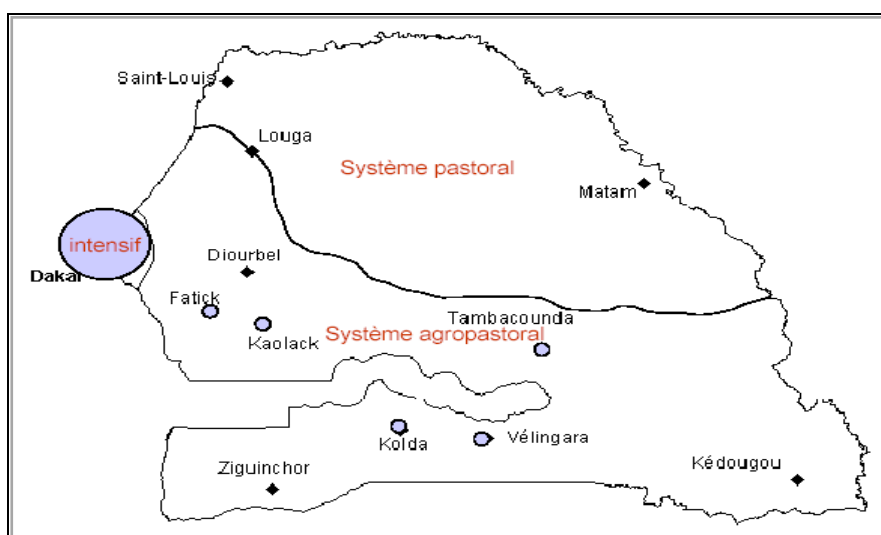 Saint-Louis
Louga
Système pastoral
Matam
intensif
Diourbel
Dakar
Fatick
Tambacounda
Système agropastoral
Kaolack
Kolda
Vélingara
Ziguinchor
Kédougou